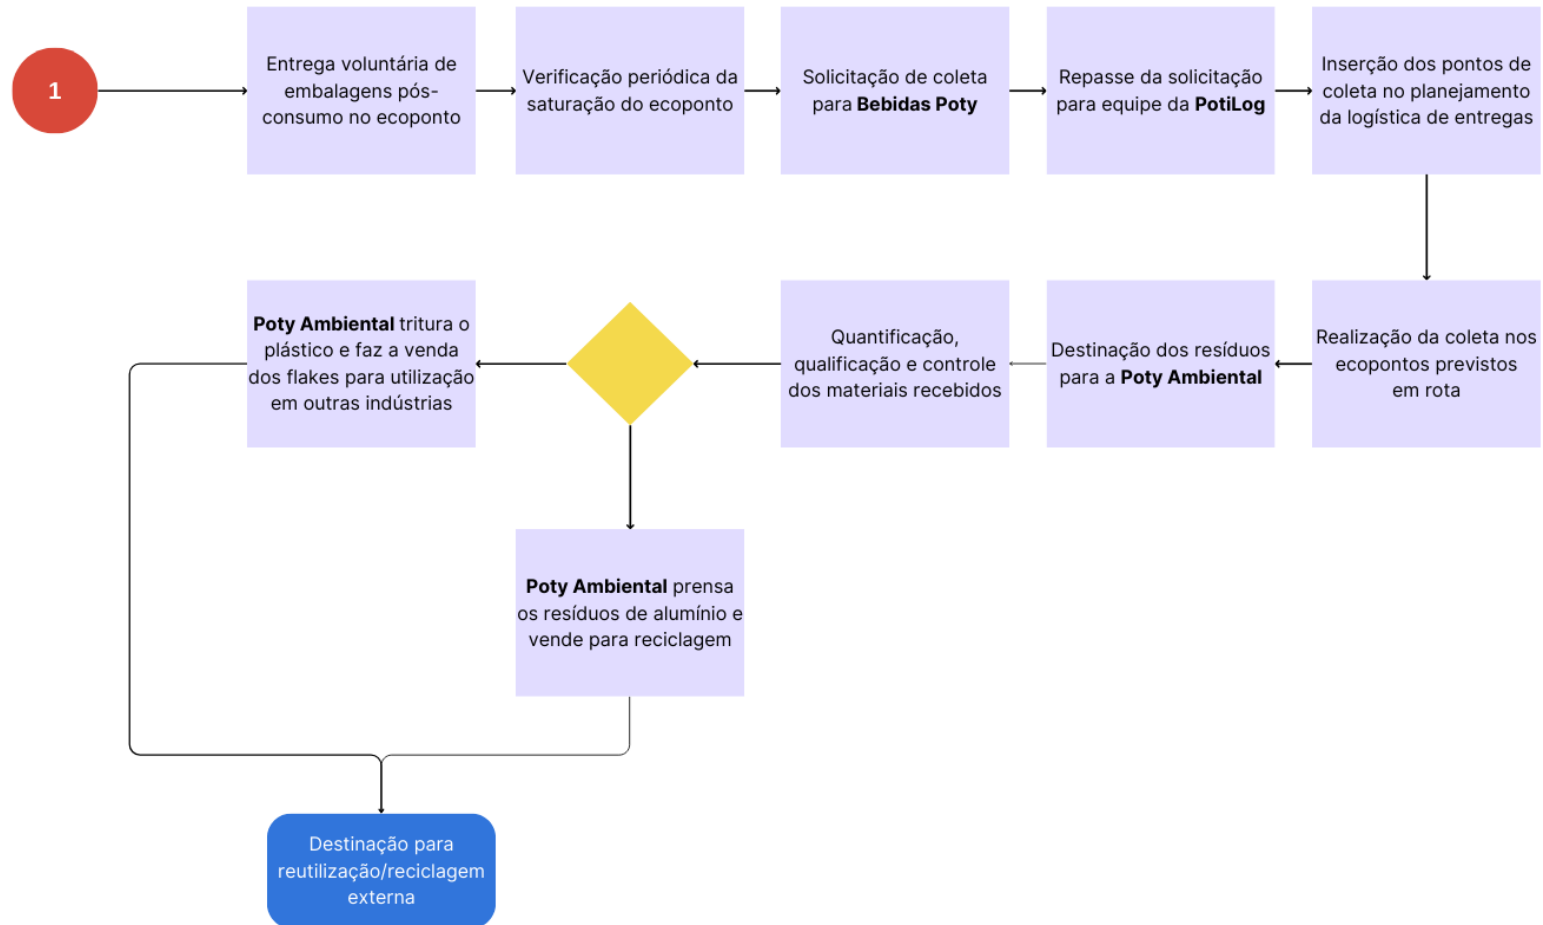 1
Entrega voluntária de
embalagens pós-
consumo no ecoponto
Verificação periódica da
saturação do ecoponto
Solicitação de coleta
para Bebidas Poty
Repasse da solicitação
para equipe da PotiLog
Inserção dos pontos de
coleta no planejamento
da logística de entregas
Realização da coleta nos
ecopontos previstos
em rota
Destinação dos resíduos
para a Poty Ambiental
Quantificação,
qualificação e controle
dos materiais recebidos
Poty Ambiental tritura o
plástico e faz a venda
dos flakes para utilização
em outras indústrias
Poty Ambiental prensa
os resíduos de alumínio e
vende para reciclagem
Destinação para
reutilização/reciclagem
externa